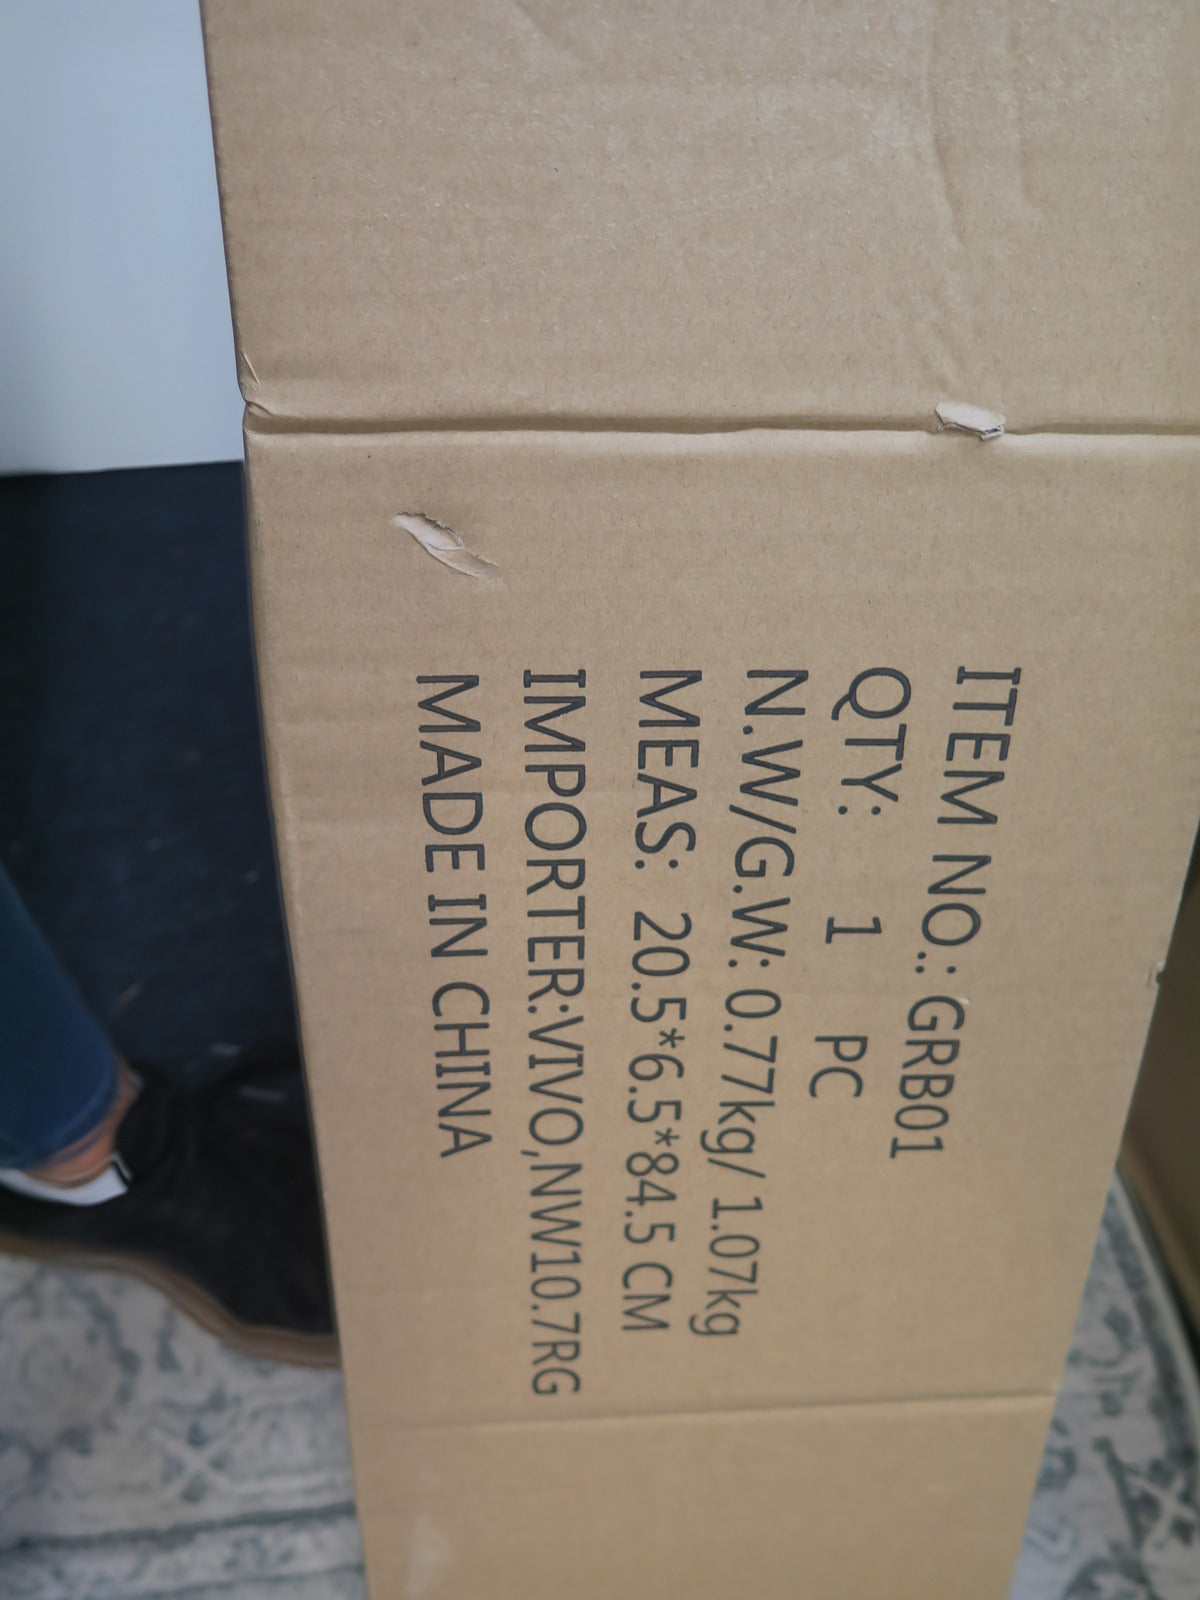 ITEM NO.: GRB01
QTY: 1 PC
N.W/G.W: 0.77kg/ 1.07kg
MEAS: 20.5*6.5*84.5 CM
IMPORTER:VIVO,NW10.7RG
MADE IN CHINA